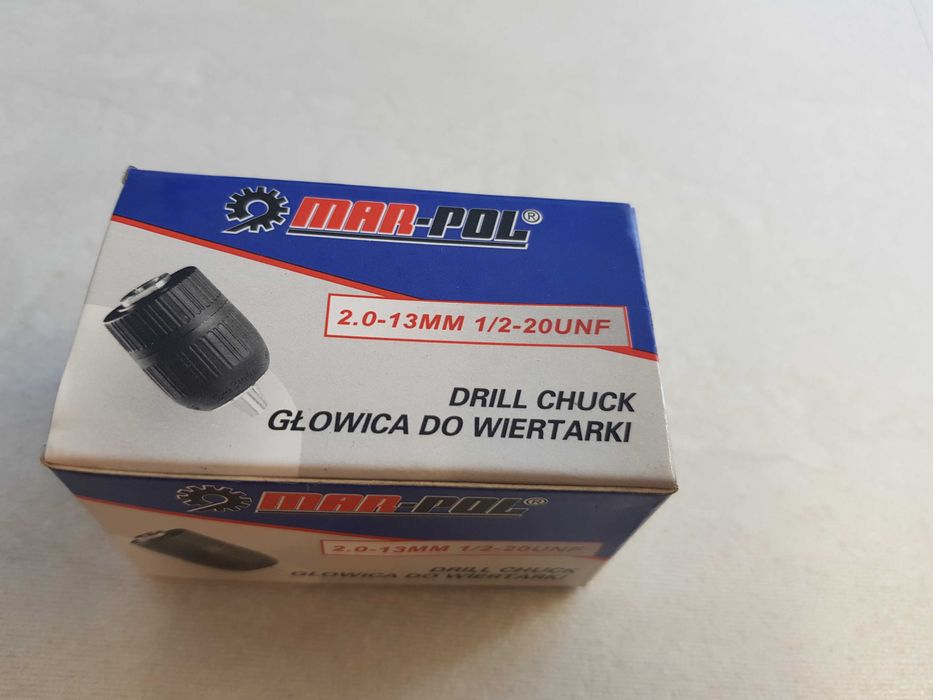 MAR-POL®
2.0-13MM 1/2-20UNF
DRILL CHUCK
GŁOWICA DO WIERTARKI
MAR-POL®
2.0-13MM 1/2-20UNF
DRILL CHUCK
GŁOWICA DO WIERTARKI